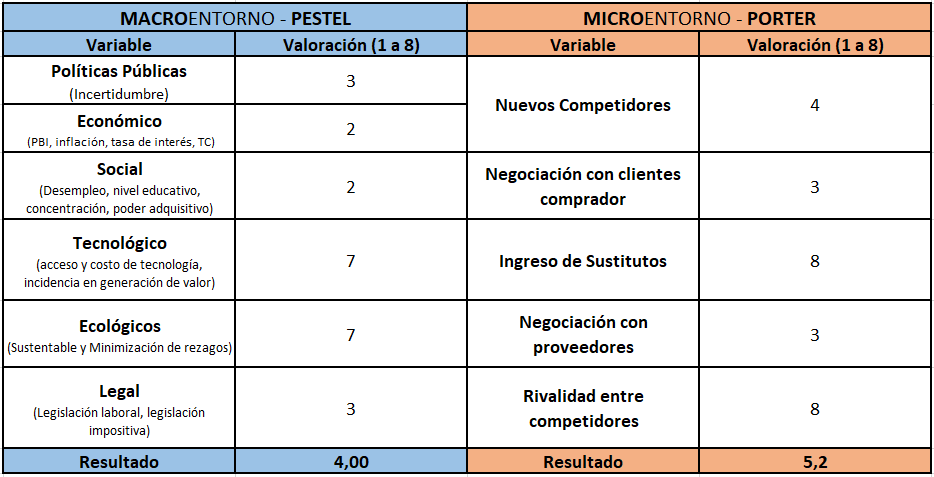 MACROENTORNO - PESTEL
MICROENTORNO - PORTER
Variable
Valoración (1 a 8)
Variable
Valoración (1 a 8)
Políticas Públicas
(Incertidumbre)
3
Económico
(PBI, inflación, tasa de interés, TC)
2
Nuevos Competidores
4
Social
(Desempleo, nivel educativo,
concentración, poder adquisitivo)
2
Negociación con clientes
comprador
3
Tecnológico
(acceso y costo de tecnología,
incidencia en generación de valor)
7
Ingreso de Sustitutos
8
Ecológicos
(Sustentable y Minimización de rezagos)
7
Negociación con
proveedores
3
Legal
(Legislación laboral, legislación
impositiva)
3
Rivalidad entre
competidores
8
Resultado
4,00
Resultado
5,2